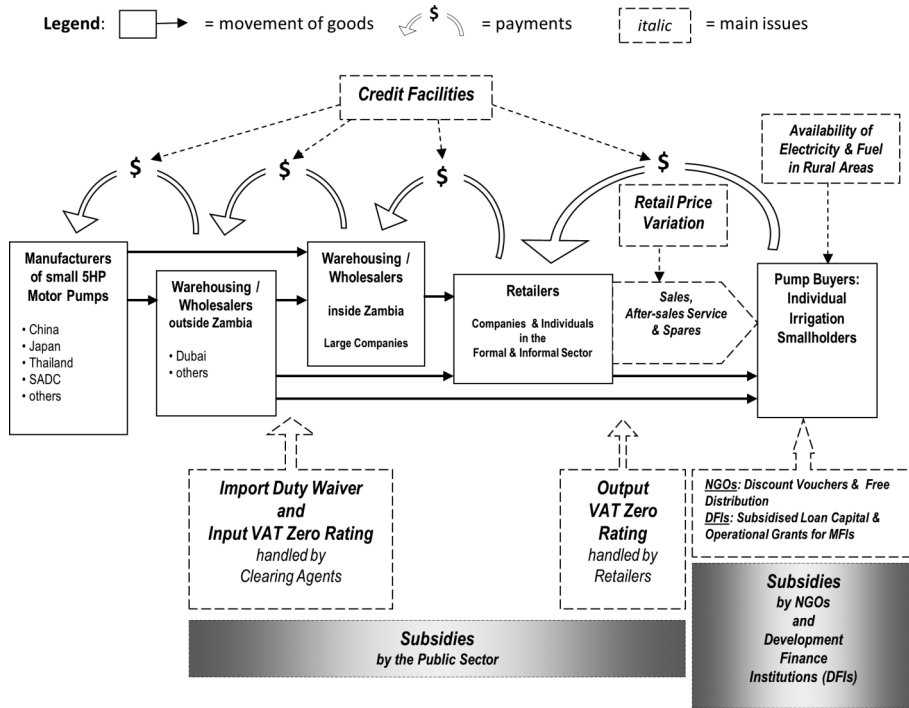 Legend: = movement of goods $ = payments italic = main issues
Credit Facilities
Availability of
Electricity & Fuel
in Rural Areas
$ $ $ $
Retail Price
Variation
Manufacturers
of small 5HP
Motor Pumps
• China
• Japan
• Thailand
• SADC
• others
Warehousing /
Wholesalers
outside Zambia
• Dubai
• others
Warehousing /
Wholesalers
inside Zambia
Large Companies
Retailers
Companies & Individuals
in the
Formal & Informal Sector
Sales,
After-sales Service
& Spares
Pump Buyers:
Individual
Irrigation
Smallholders
Import Duty Waiver
and
Input VAT Zero Rating
handled by
Clearing Agents
Output
VAT Zero
Rating
handled by
Retailers
NGOs: Discount Vouchers & Free
Distribution
DFIs: Subsidised Loan Capital &
Operational Grants for MFIs
Subsidies
by the Public Sector
Subsidies
by NGOs
and
Development
Finance
Institutions (DFIs)